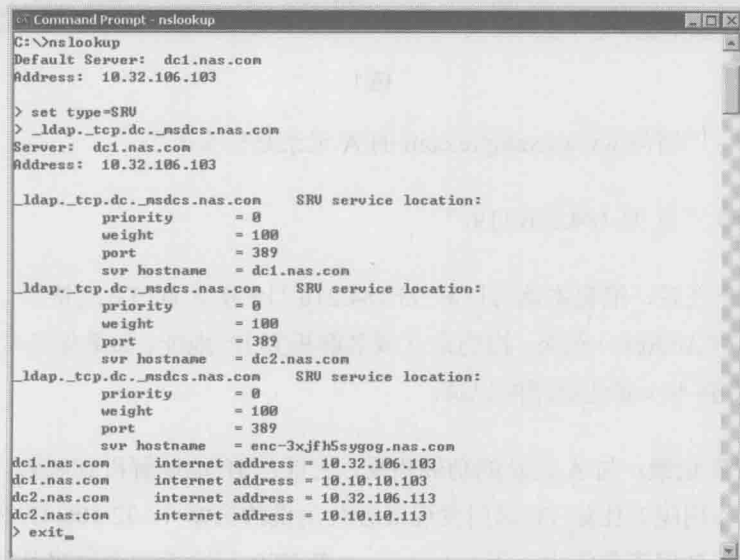 Command Prompt - nslookup
C:\>nslookup
Default Server:  dc1.nas.com
Address:  10.32.106.103
> set type=SRV
> _ldap._tcp.dc._msdcs.nas.com
Server:  dc1.nas.com
Address:  10.32.106.103
_ldap._tcp.dc._msdcs.nas.com    SRV service location:
priority       = 0
weight         = 100
port           = 389
svr hostname   = dc1.nas.com
_ldap._tcp.dc._msdcs.nas.com    SRV service location:
priority       = 0
weight         = 100
port           = 389
svr hostname   = dc2.nas.com
_ldap._tcp.dc._msdcs.nas.com    SRV service location:
priority       = 0
weight         = 100
port           = 389
svr hostname   = enc-3xjfh5sygog.nas.com
dc1.nas.com     internet address = 10.32.106.103
dc1.nas.com     internet address = 10.10.10.103
dc2.nas.com     internet address = 10.32.106.113
dc2.nas.com     internet address = 10.10.10.113
> exit_